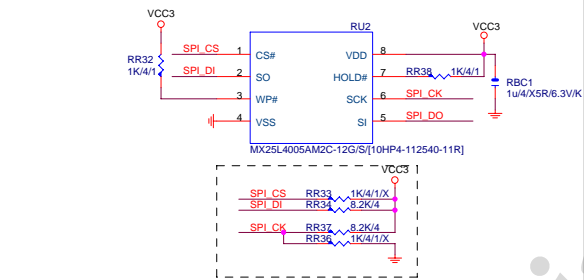 VCC3
RU2
VCC3
SPI_CS 1 CS# VDD 8
RR32
1K/4/1
SPI_DI 2 SO HOLD# 7 RR38 1K/4/1
RBC1
1u/4/X5R/6.3V/K
3 WP# SCK 6 SPI_CK
4 VSS SI 5 SPI_DO
MX25L4005AM2C-12G/S/[10HP4-112540-11R]
VCC3
SPI_CS RR33 1K/4/1/X
SPI_DI RR34 8.2K/4
SPI_CK RR37 8.2K/4
RR36 1K/4/1/X